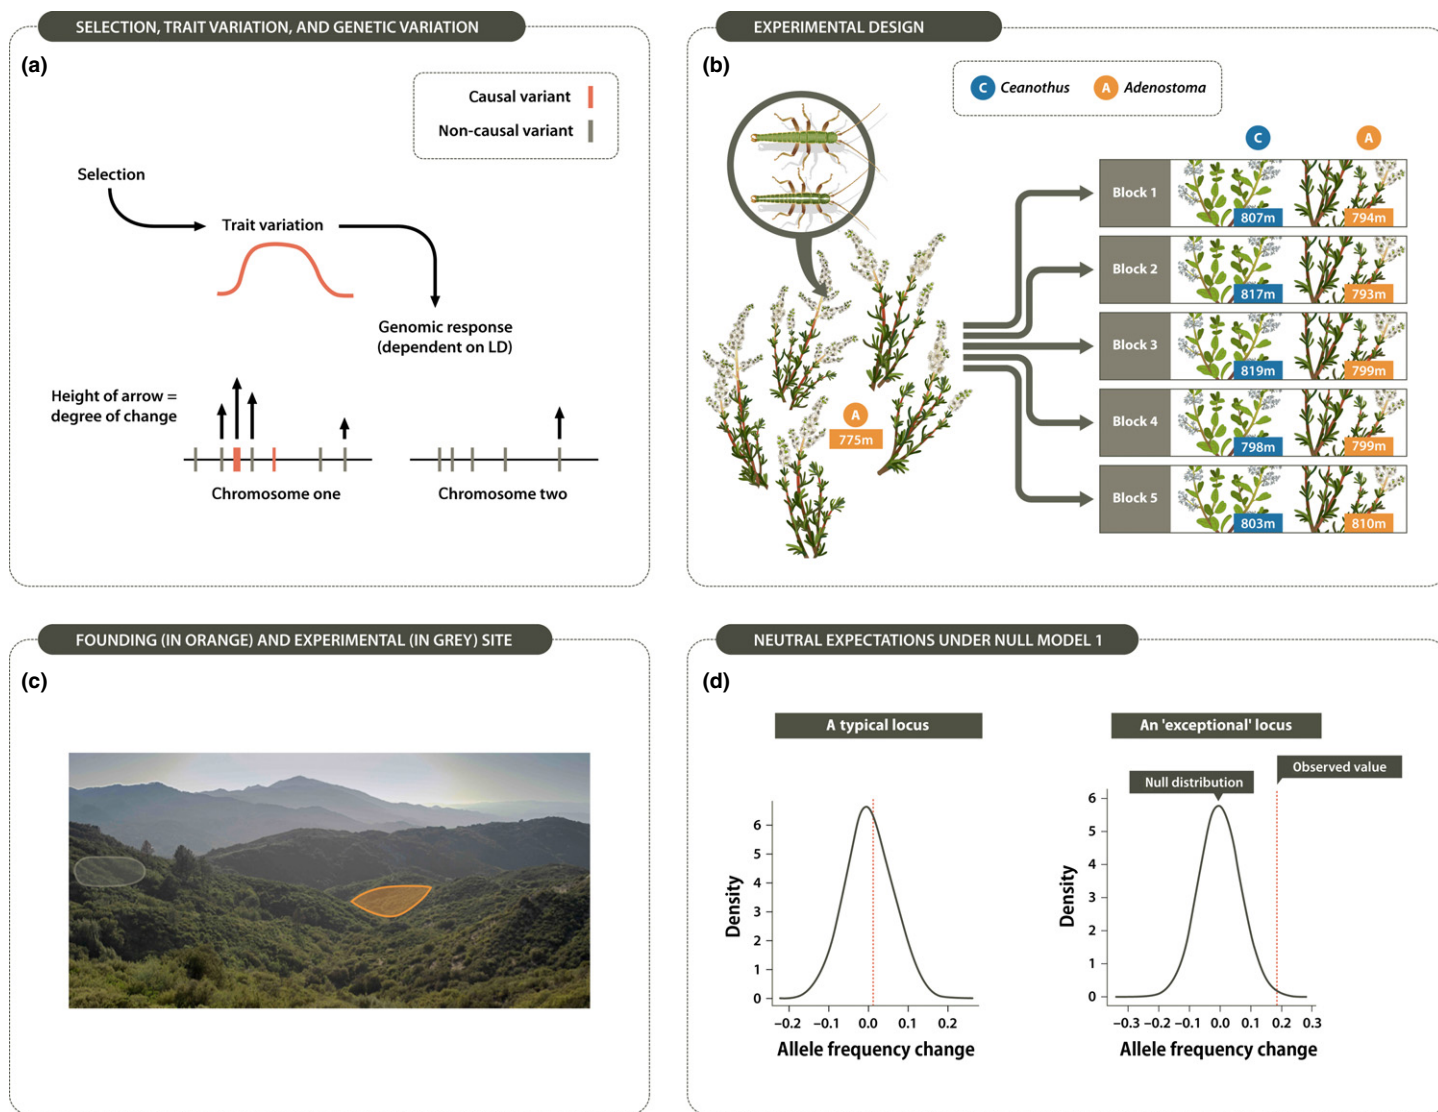 SELECTION, TRAIT VARIATION, AND GENETIC VARIATION
(a)
Causal variant
Non-causal variant
Selection
Trait variation
Genomic response
(dependent on LD)
Height of arrow =
degree of change
Chromosome one
Chromosome two
EXPERIMENTAL DESIGN
(b)
C Ceanothus A Adenostoma
C A
Block 1 807m 794m
Block 2 817m 793m
Block 3 819m 799m
Block 4 798m 799m
Block 5 803m 810m
A
775m
FOUNDING (IN ORANGE) AND EXPERIMENTAL (IN GREY) SITE
(c)
NEUTRAL EXPECTATIONS UNDER NULL MODEL 1
(d)
A typical locus
Density
6
5
4
3
2
1
0
−0.2 −0.1 0.0 0.1 0.2
Allele frequency change
An 'exceptional' locus
Observed value
Null distribution
Density
6
5
4
3
2
1
0
−0.3 −0.2 −0.1 0.0 0.1 0.2 0.3
Allele frequency change